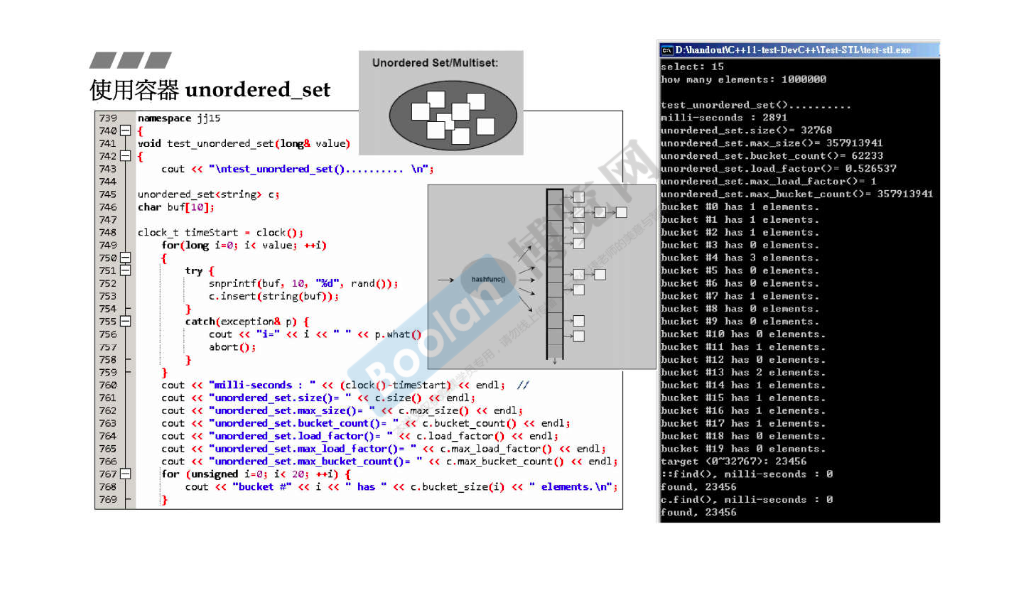 使用容器 unordered_set
Unordered Set/Multiset:
739 namespace jj15
740 {
741 void test_unordered_set(long& value)
742 {
743 cout << "\ntest_unordered_set().......... \n";
744
745 unordered_set<string> c;
746 char buf[10];
747
748 clock_t timeStart = clock();
749 for(long i=0; i< value; ++i)
750 {
751 try {
752 snprintf(buf, 10, "%d", rand());
753 c.insert(string(buf));
754 }
755 catch(exception& p) {
756 cout << "i=" << i << " " << p.what()
757 abort();
758 }
759 }
760 cout << "milli-seconds : " << (clock()-timeStart) << endl; //
761 cout << "unordered_set.size()= " << c.size() << endl;
762 cout << "unordered_set.max_size()= " << c.max_size() << endl;
763 cout << "unordered_set.bucket_count()= " << c.bucket_count() << endl;
764 cout << "unordered_set.load_factor()= " << c.load_factor() << endl;
765 cout << "unordered_set.max_load_factor()= " << c.max_load_factor() << endl;
766 cout << "unordered_set.max_bucket_count()= " << c.max_bucket_count() << endl;
767 for (unsigned i=0; i< 20; ++i) {
768 cout << "bucket #" << i << " has " << c.bucket_size(i) << " elements.\n";
769 }
hashfunc()
Boolan 博览网
D:\handout\C++11-test-DevC++\Test-STL\test-stl.exe
select: 15
how many elements: 1000000
test_unordered_set()..........
milli-seconds : 2891
unordered_set.size()= 32768
unordered_set.max_size()= 357913941
unordered_set.bucket_count()= 62233
unordered_set.load_factor()= 0.526537
unordered_set.max_load_factor()= 1
unordered_set.max_bucket_count()= 357913941
bucket #0 has 1 elements.
bucket #1 has 1 elements.
bucket #2 has 1 elements.
bucket #3 has 0 elements.
bucket #4 has 3 elements.
bucket #5 has 0 elements.
bucket #6 has 0 elements.
bucket #7 has 1 elements.
bucket #8 has 0 elements.
bucket #9 has 0 elements.
bucket #10 has 0 elements.
bucket #11 has 1 elements.
bucket #12 has 0 elements.
bucket #13 has 2 elements.
bucket #14 has 1 elements.
bucket #15 has 1 elements.
bucket #16 has 1 elements.
bucket #17 has 1 elements.
bucket #18 has 0 elements.
bucket #19 has 0 elements.
target (0~32767): 23456
::find(), milli-seconds : 0
found, 23456
c.find(), milli-seconds : 0
found, 23456